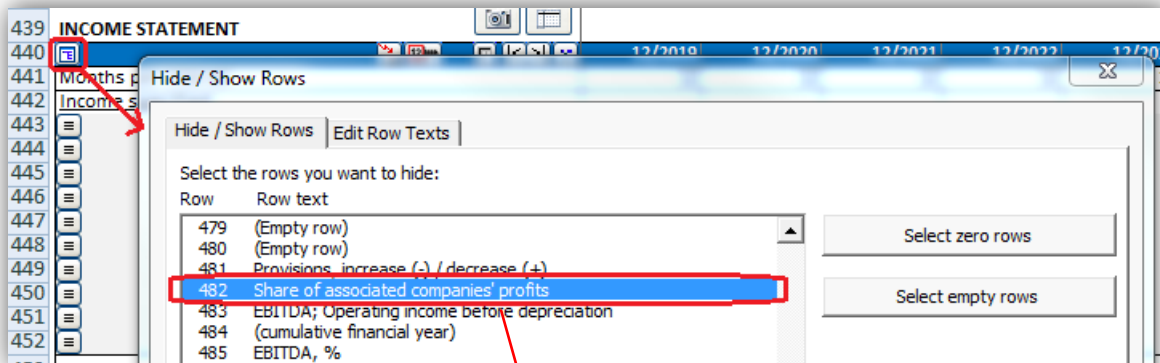 439 INCOME STATEMENT
440 12/2019 12/2020 12/2021 12/2022 12/20
441 Months p
Hide / Show Rows
442 Income s
443
Hide / Show Rows Edit Row Texts
444
445 Select the rows you want to hide:
446 Row Row text
447 479 (Empty row)
Select zero rows
448 480 (Empty row)
449 481 Provisions, increase (-) / decrease (+)
450 482 Share of associated companies' profits
Select empty rows
451 483 EBITDA; Operating income before depreciation
484 (cumulative financial year)
452 485 EBITDA, %